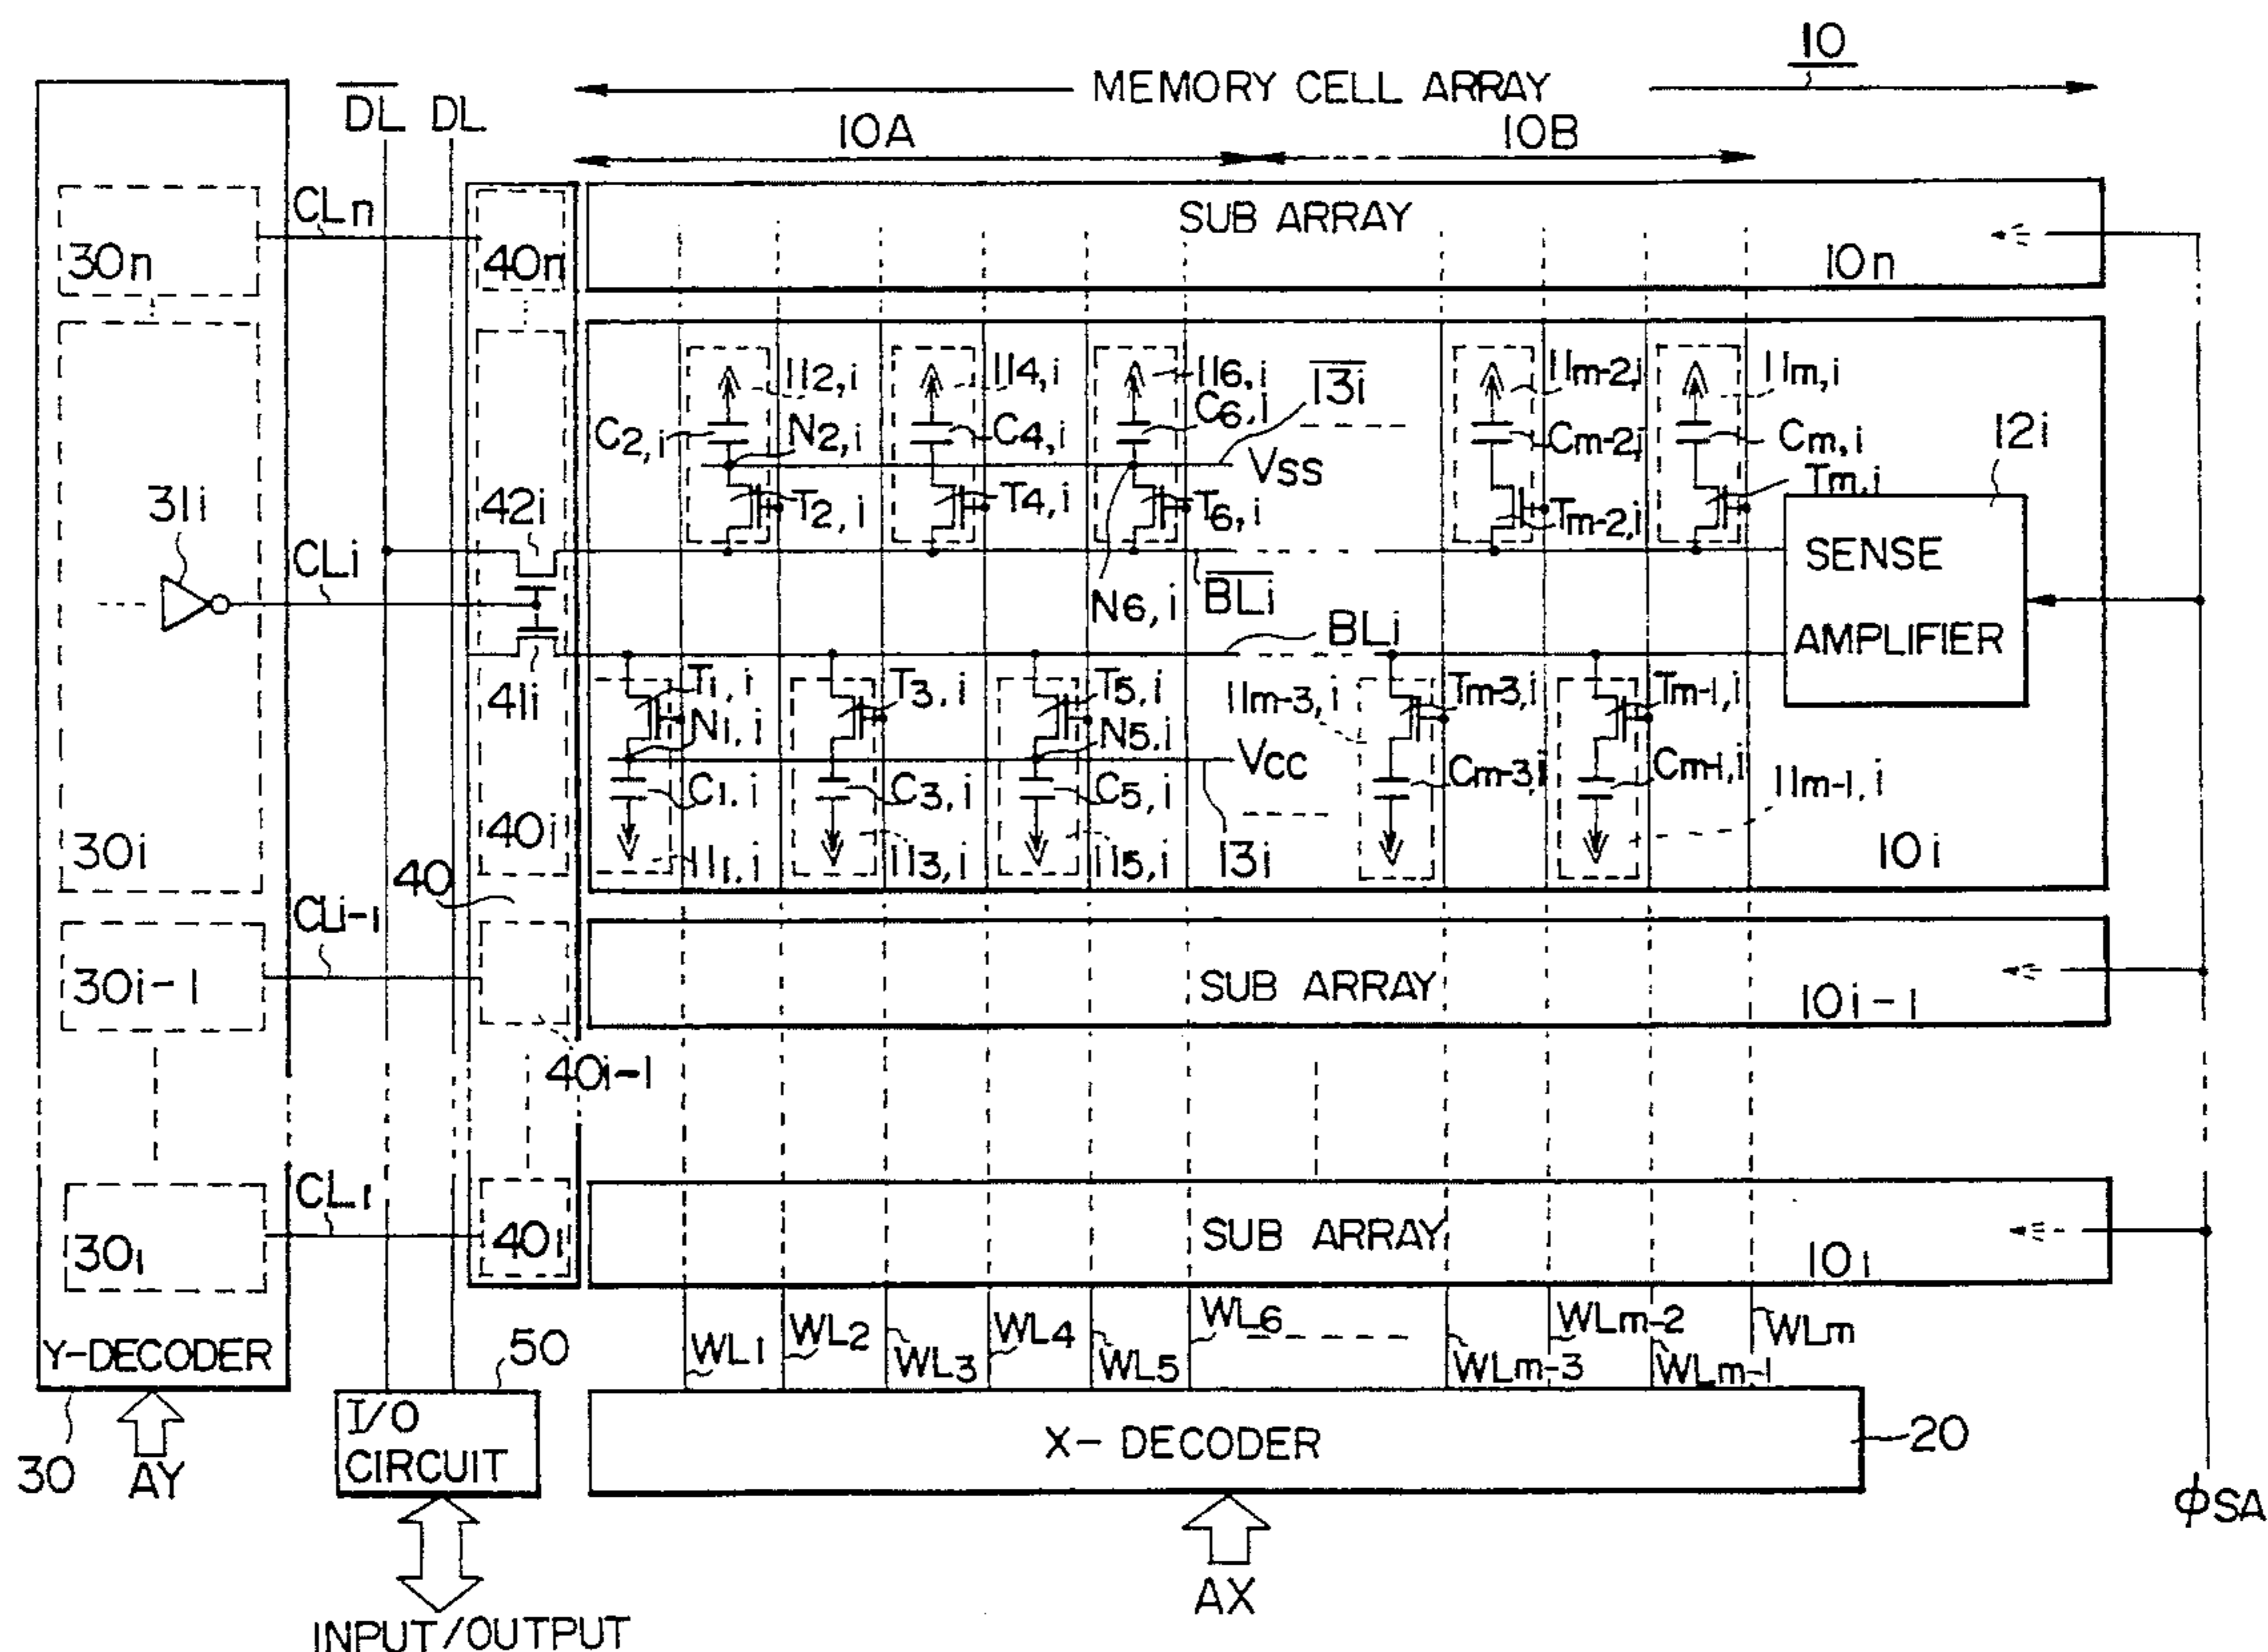 10
MEMORY CELL ARRAY
10A 10B
D̅L̅ DL
SUB ARRAY
CLn
30n 40n 10n
112,i 114,i 116,i 1̅3̅i̅ 11m-2,i 11m,i
C6,i
C2,i N2,i C4,i Cm-2,i Cm,i 12i
VSS
31i 42i T2,i T4,i T6,i Tm-2,i Tm,i
CLi
SENSE
AMPLIFIER
N6,i B̅L̅i̅
BLi
41i T1,i T3,i T5,i 11m-3,i Tm-3,i Tm-1,i
N1,i N5,i
VCC
C1,i C3,i C5,i Cm-3,i Cm-1,i
11m-1,i
30i 40i 111,i 113,i 115,i 13i 10i
40
CLi-1
30i-1 SUB ARRAY 10i-1
40i-1
CL1
301 401 SUB ARRAY 101
WL1 WL2 WL3 WL4 WL5 WL6 WLm-3 WLm-2 WLm-1 WLm
Y-DECODER
50
I/O
CIRCUIT
X-DECODER
20
30 AY
AX
ϕSA
INPUT/OUTPUT